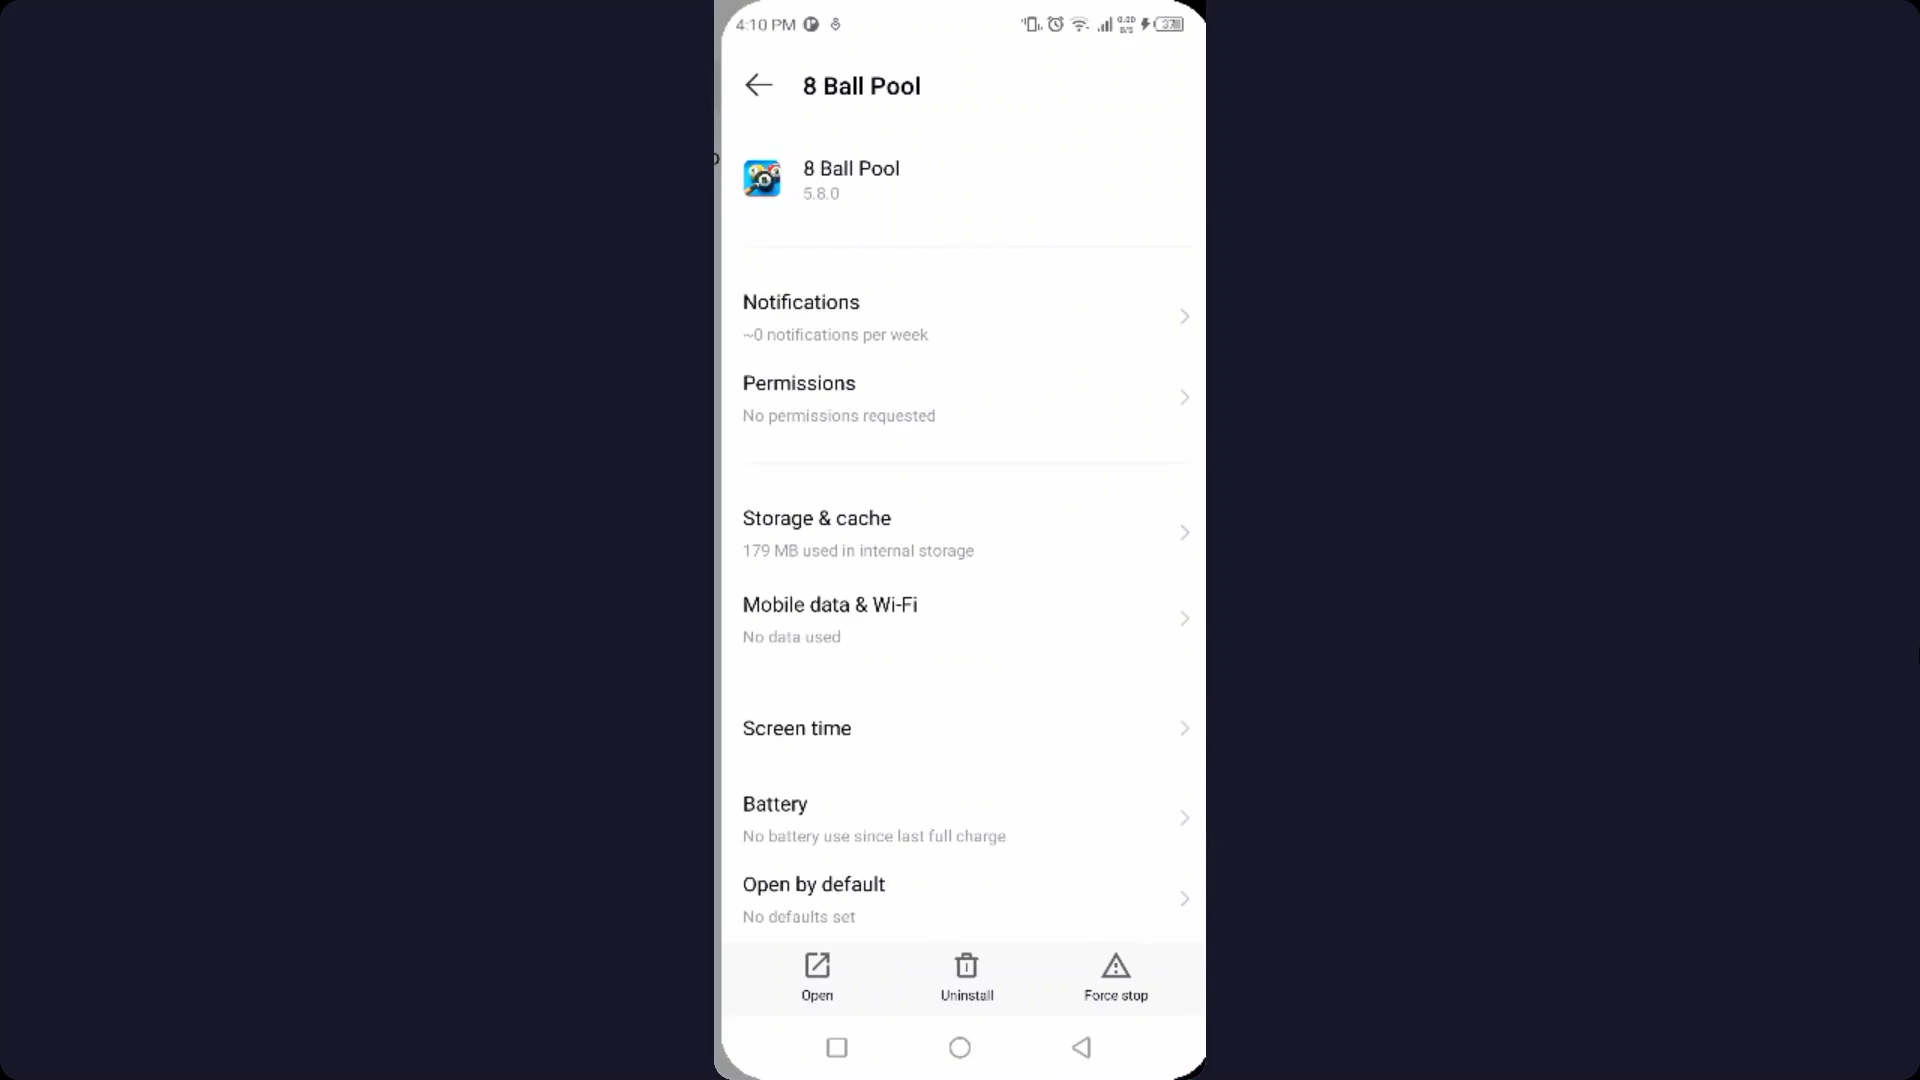 4:10 PM
8 Ball Pool
8 Ball Pool
5.8.0
Notifications
~0 notifications per week
Permissions
No permissions requested
Storage & cache
179 MB used in internal storage
Mobile data & Wi-Fi
No data used
Screen time
Battery
No battery use since last full charge
Open by default
No defaults set
Open
Uninstall
Force stop